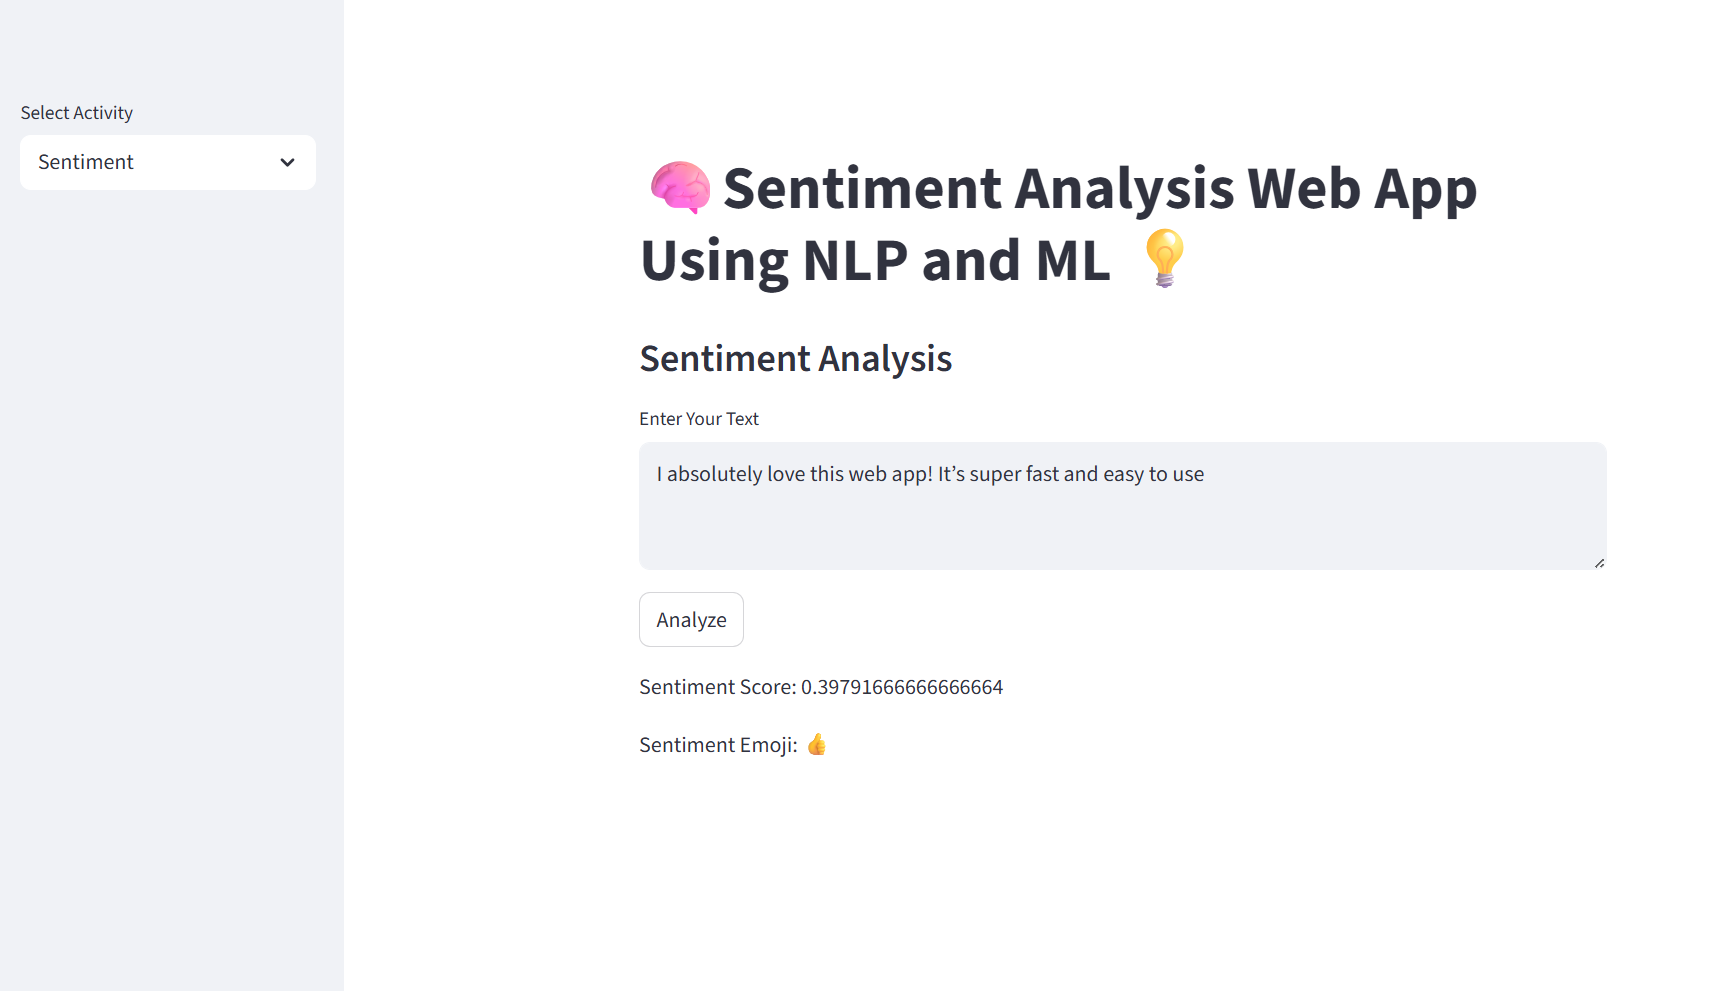 Select Activity
Sentiment
🧠 Sentiment Analysis Web App
Using NLP and ML 💡
Sentiment Analysis
Enter Your Text
I absolutely love this web app! It’s super fast and easy to use
Analyze
Sentiment Score: 0.39791666666666664
Sentiment Emoji: 👍